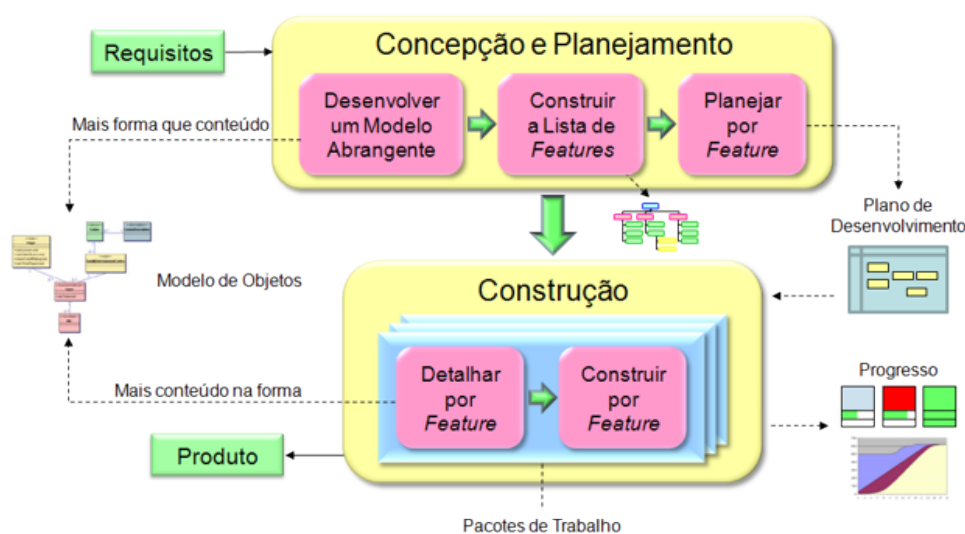 Concepção e Planejamento
Requisitos
Desenvolver
um Modelo
Abrangente
Construir
a Lista de
Features
Planejar
por
Feature
Mais forma que conteúdo
Plano de
Desenvolvimento
Modelo de Objetos
Construção
Detalhar
por
Feature
Construir
por
Feature
Mais conteúdo na forma
Progresso
Produto
Pacotes de Trabalho